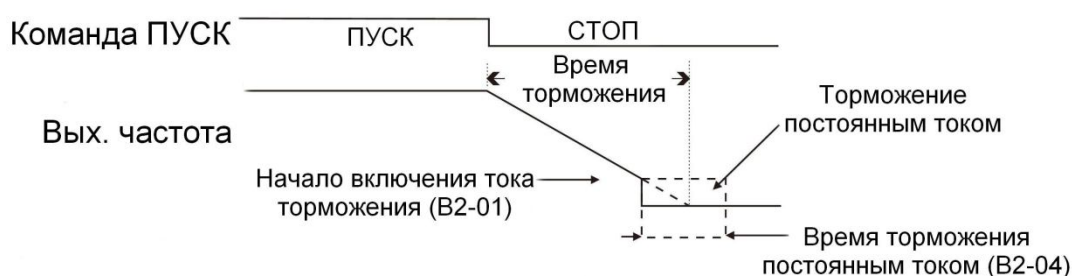 Команда ПУСК
ПУСК
СТОП
Время
торможения
Вых. частота
Торможение
постоянным током
Начало включения тока
торможения (B2-01)
Время торможения
постоянным током (B2-04)